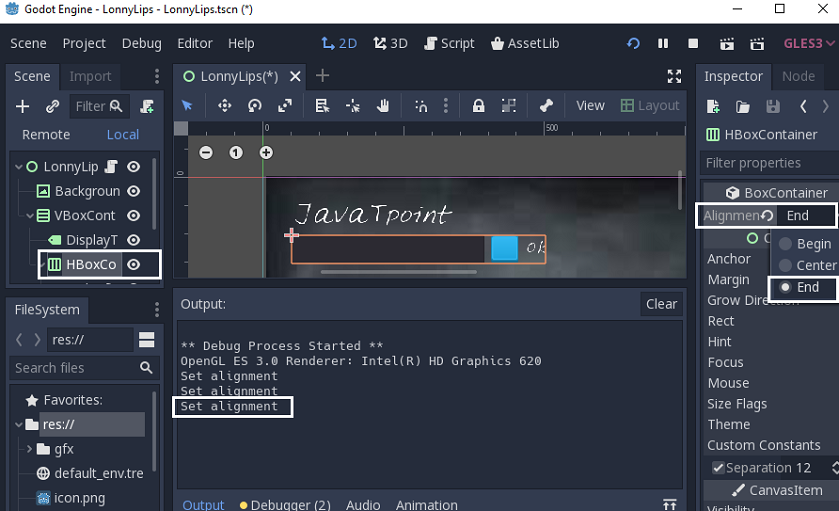 Godot Engine - LonnyLips - LonnyLips.tscn (*)
Scene Project Debug Editor Help 2D 3D Script AssetLib GLES3
Scene Import
Filter
Remote Local
LonnyLip
Backgroun
VBoxCont
DisplayT
HBoxCo
FileSystem
res://
Search files
Favorites:
res://
gfx
default_env.tre
icon.png
LonnyLips(*)
View Layout
0 500
0
1
JavaTpoint
Ok
Output: Clear
** Debug Process Started **
OpenGL ES 3.0 Renderer: Intel(R) HD Graphics 620
Set alignment
Set alignment
Set alignment
Output Debugger (2) Audio Animation
Inspector Node
HBoxContainer
Filter properties
BoxContainer
Alignmen End
Begin
Center
End
C
Anchor
Margin
Grow Direction
Rect
Hint
Focus
Mouse
Size Flags
Theme
Custom Constants
Separation 12
CanvasItem
Visibility